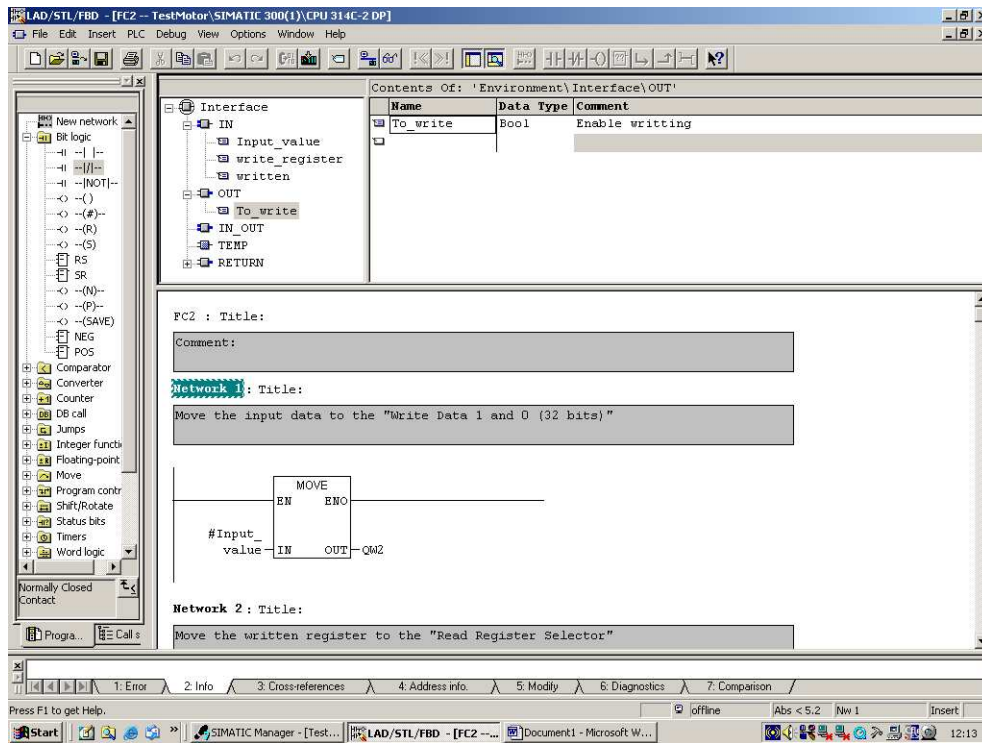 LAD/STL/FBD - [FC2 -- TestMotor\SIMATIC 300(1)\CPU 314C-2 DP]
File Edit Insert PLC Debug View Options Window Help
New network
Bit logic
--| |--
--|/|--
--|NOT|--
--( )
--(#)--
--(R)
--(S)
RS
SR
--(N)--
--(P)--
--(SAVE)
NEG
POS
Comparator
Converter
Counter
DB call
Jumps
Integer functi
Floating-point
Move
Program contr
Shift/Rotate
Status bits
Timers
Word logic
Normally Closed
Contact
Progra... Call s
Interface
IN
Input_value
write_register
written
OUT
To_write
IN_OUT
TEMP
RETURN
Contents Of: 'Environment\Interface\OUT'
Name Data Type Comment
To_write Bool Enable writting
FC2 : Title:
Comment:
Network 1: Title:
Move the input data to the "Write Data 1 and 0 (32 bits)"
MOVE
EN ENO
#Input_
value IN OUT QW2
Network 2: Title:
Move the written register to the "Read Register Selector"
1: Error 2: Info 3: Cross-references 4: Address info. 5: Modify 6: Diagnostics 7: Comparison
Press F1 to get Help. offline Abs < 5.2 Nw 1 Insert
Start » SIMATIC Manager - [Test... LAD/STL/FBD - [FC2 --... Document1 - Microsoft W... 12:13